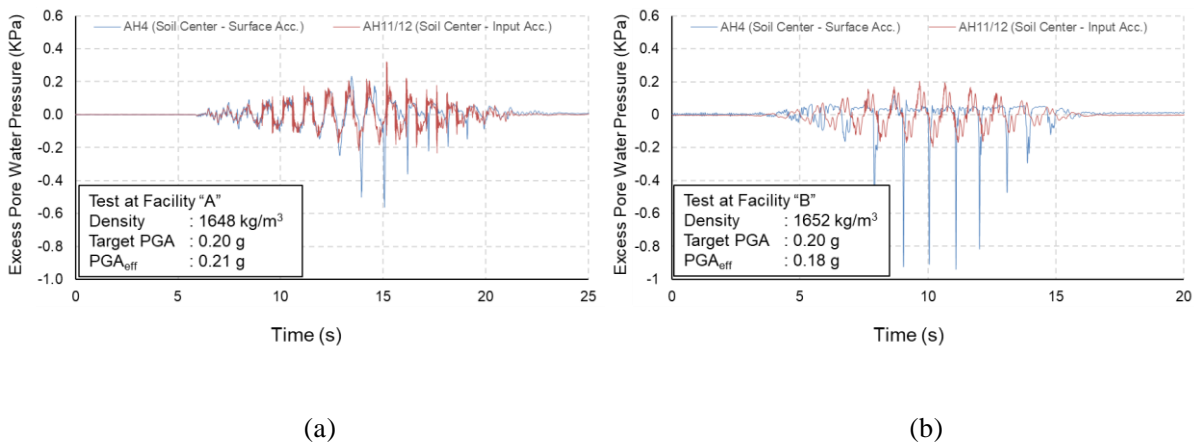 AH4 (Soil Center - Surface Acc.) AH11/12 (Soil Center - Input Acc.)
Excess Pore Water Pressure (KPa)
0.6
0.4
0.2
0.0
-0.2
-0.4
-0.6
-0.8
-1.0
Test at Facility “A”
Density : 1648 kg/m³
Target PGA : 0.20 g
PGAeff : 0.21 g
0 5 10 15 20 25
Time (s)
(a)
AH4 (Soil Center - Surface Acc.) AH11/12 (Soil Center - Input Acc.)
Excess Pore Water Pressure (KPa)
0.6
0.4
0.2
0.0
-0.2
-0.4
-0.6
-0.8
-1
Test at Facility “B”
Density : 1652 kg/m³
Target PGA : 0.20 g
PGAeff : 0.18 g
0 5 10 15 20
Time (s)
(b)